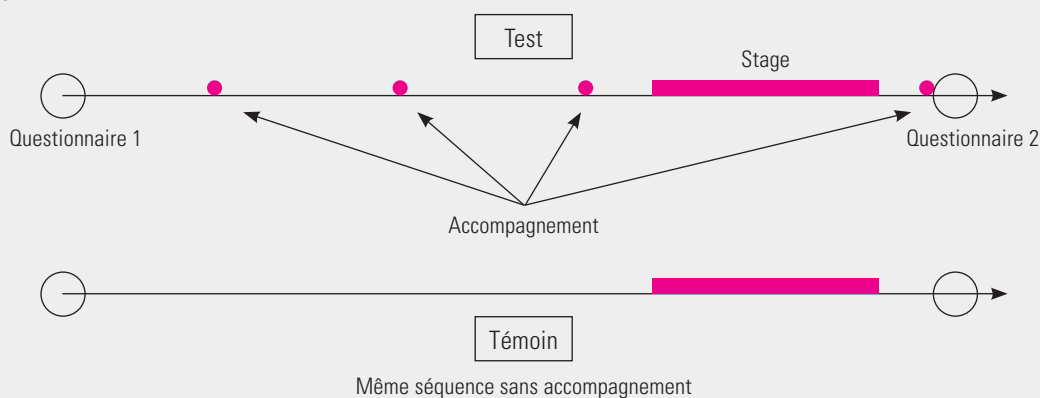 Test
Stage
Questionnaire 1
Questionnaire 2
Accompagnement
Témoin
Même séquence sans accompagnement